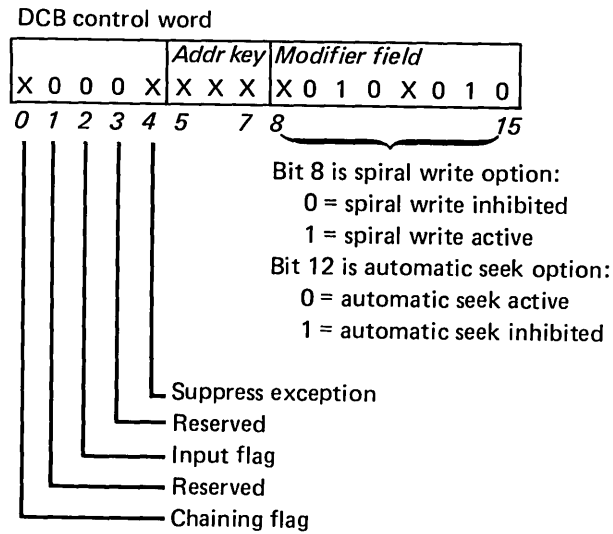 DCB control word
Addr key Modifier field
X 0 0 0 X X X X X 0 1 0 X 0 1 0
0 1 2 3 4 5 7 8 15
Bit 8 is spiral write option:
0 = spiral write inhibited
1 = spiral write active
Bit 12 is automatic seek option:
0 = automatic seek active
1 = automatic seek inhibited
Suppress exception
Reserved
Input flag
Reserved
Chaining flag